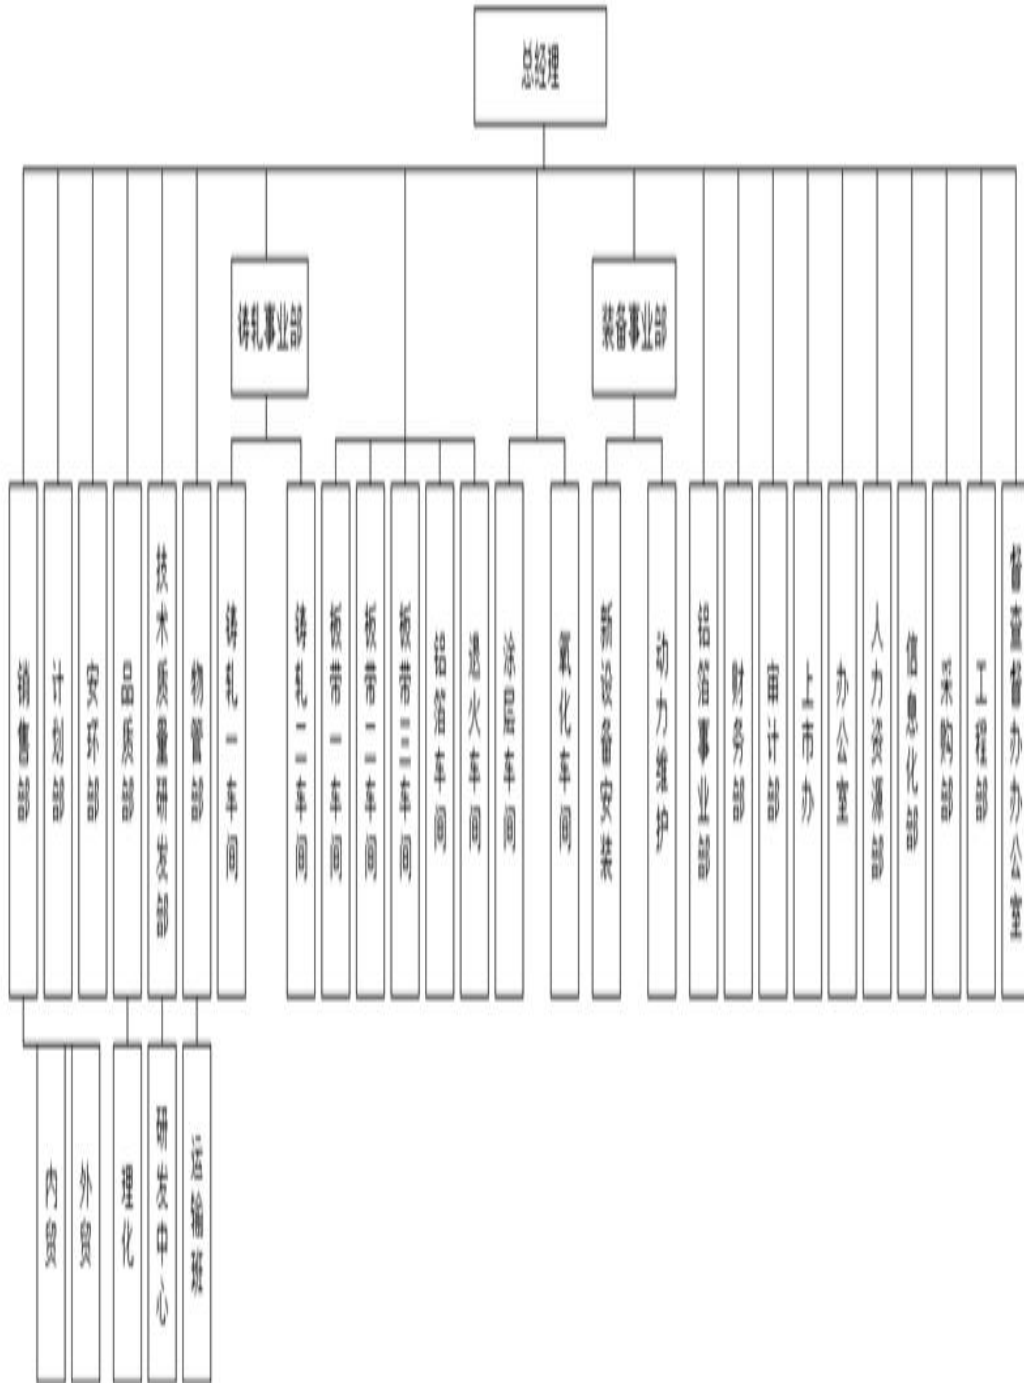 总经理
铸轧事业部
装备事业部
销售部
计划部
安环部
品质部
技术质量研发部
物管部
铸轧一车间
铸轧二车间
板带一车间
板带二车间
板带三车间
铝箔车间
退火车间
涂层车间
氧化车间
新设备安装
动力维护
铝箔事业部
财务部
审计部
上市办
办公室
人力资源部
信息化部
采购部
工程部
督查督办办公室
内贸
外贸
理化
研发中心
运输班